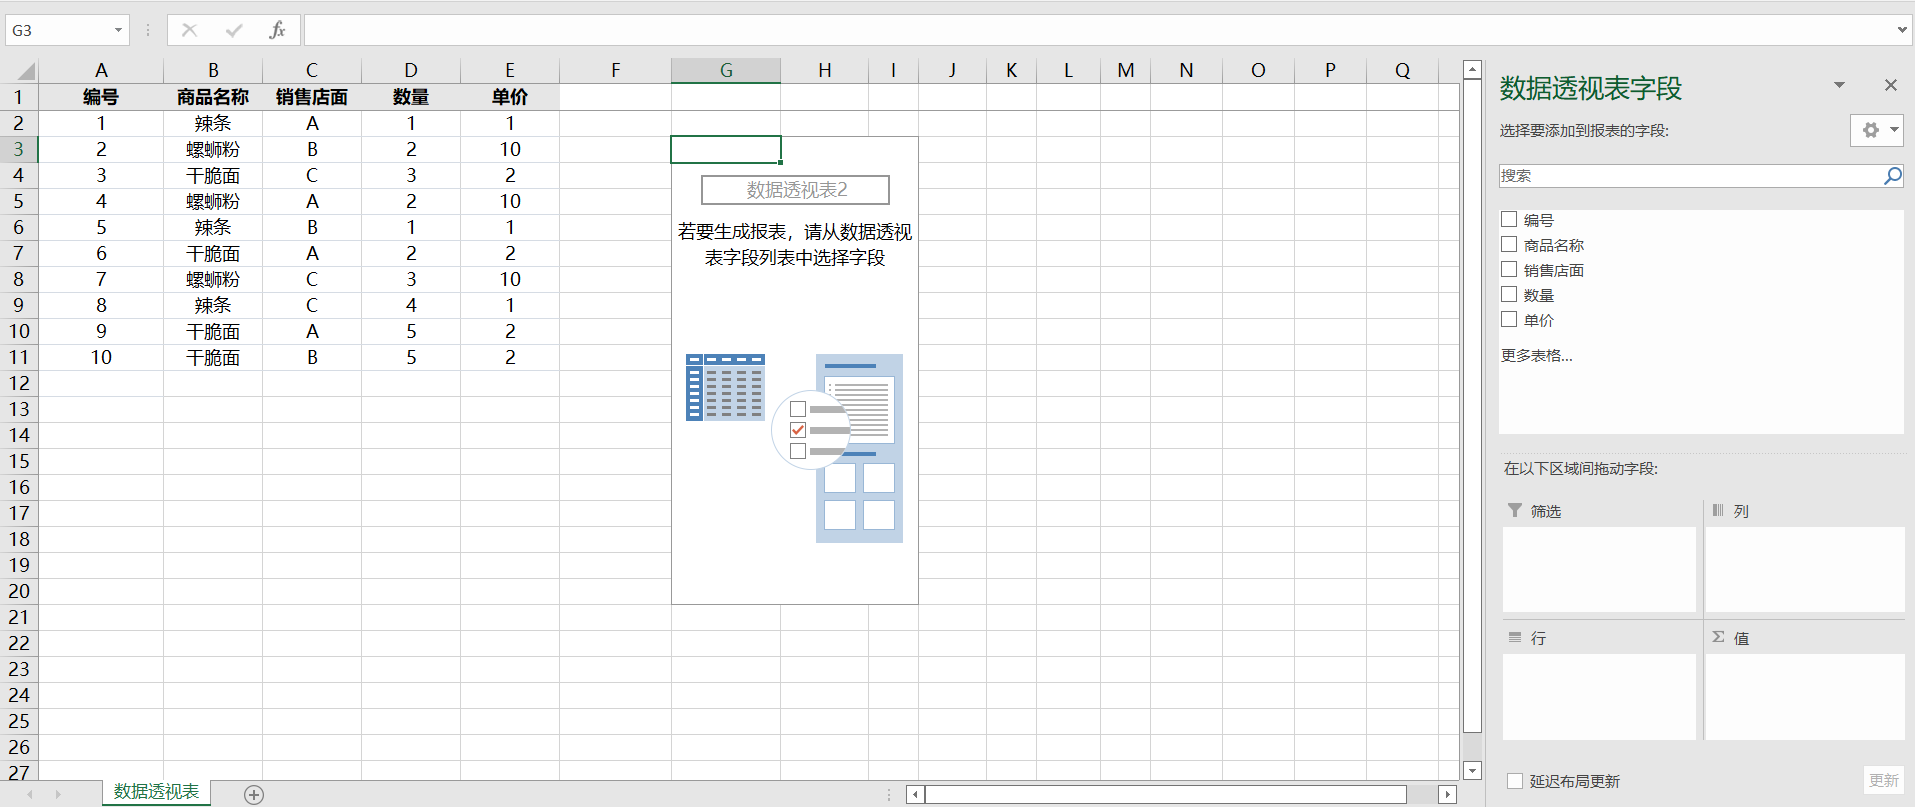 G3
fx
A B C D E F G H I J K L M N O P Q
1 编号 商品名称 销售店面 数量 单价
2 1 辣条 A 1 1
3 2 螺蛳粉 B 2 10
4 3 干脆面 C 3 2
5 4 螺蛳粉 A 2 10
6 5 辣条 B 1 1
7 6 干脆面 A 2 2
8 7 螺蛳粉 C 3 10
9 8 辣条 C 4 1
10 9 干脆面 A 5 2
11 10 干脆面 B 5 2
12
13
14
15
16
17
18
19
20
21
22
23
24
25
26
27
数据透视表2
若要生成报表，请从数据透视
表字段列表中选择字段
数据透视表
数据透视表字段
选择要添加到报表的字段:
搜索
编号
商品名称
销售店面
数量
单价
更多表格...
在以下区域间拖动字段:
筛选
列
行
Σ 值
延迟布局更新
更新